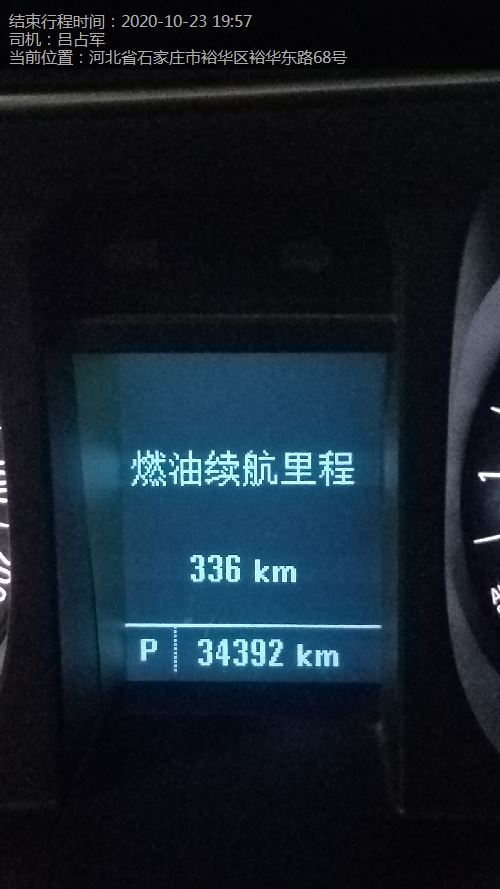 结束行程时间：2020-10-23 19:57
司机：吕占军
当前位置：河北省石家庄市裕华区裕华东路68号
燃油续航里程
336 km
P 34392 km
1